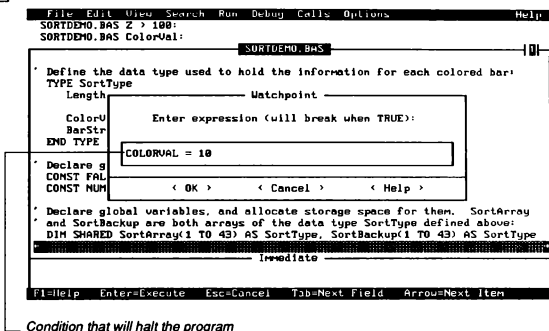 File Edit View Search Run Debug Calls Options Help
SORTDEMO.BAS Z > 100:
SORTDEMO.BAS ColorVal:
SORTDEMO.BAS
' Define the data type used to hold the information for each colored bar:
TYPE SortType
Length
Watchpoint
ColorV
Enter expression (will break when TRUE):
BarStr
END TYPE
COLORVAL = 10
' Declare g
CONST FAL
CONST NUM
< OK > < Cancel > < Help >
' Declare global variables, and allocate storage space for them. SortArray
' and SortBackup are both arrays of the data type SortType defined above:
DIM SHARED SortArray(1 TO 43) AS SortType, SortBackup(1 TO 43) AS SortType
Immediate
F1=Help Enter=Execute Esc=Cancel Tab=Next Field Arrow=Next Item
Condition that will halt the program